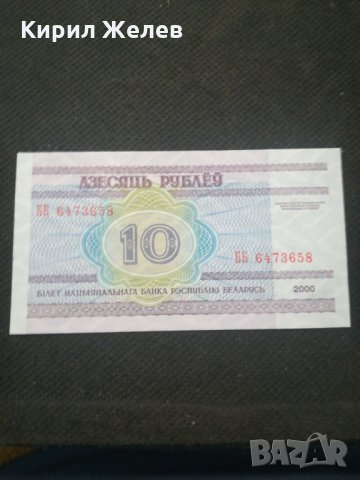 Кирил Желев
ДЗЕСЯЦЬ РУБЛЁЎ
ББ 6473658
10
ББ 6473658
БІЛЕТ НАЦЫЯНАЛЬНАГА БАНКА РЭСПУБЛІКІ БЕЛАРУСЬ 2000
BAZAR